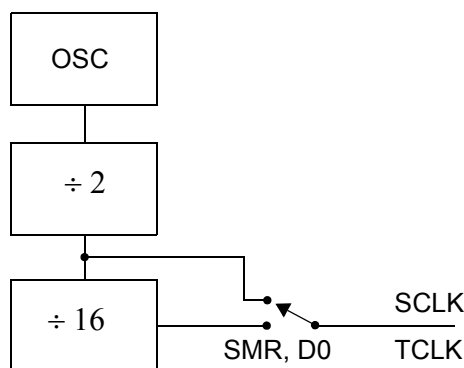 OSC
÷ 2
÷ 16
SCLK
SMR, D0
TCLK